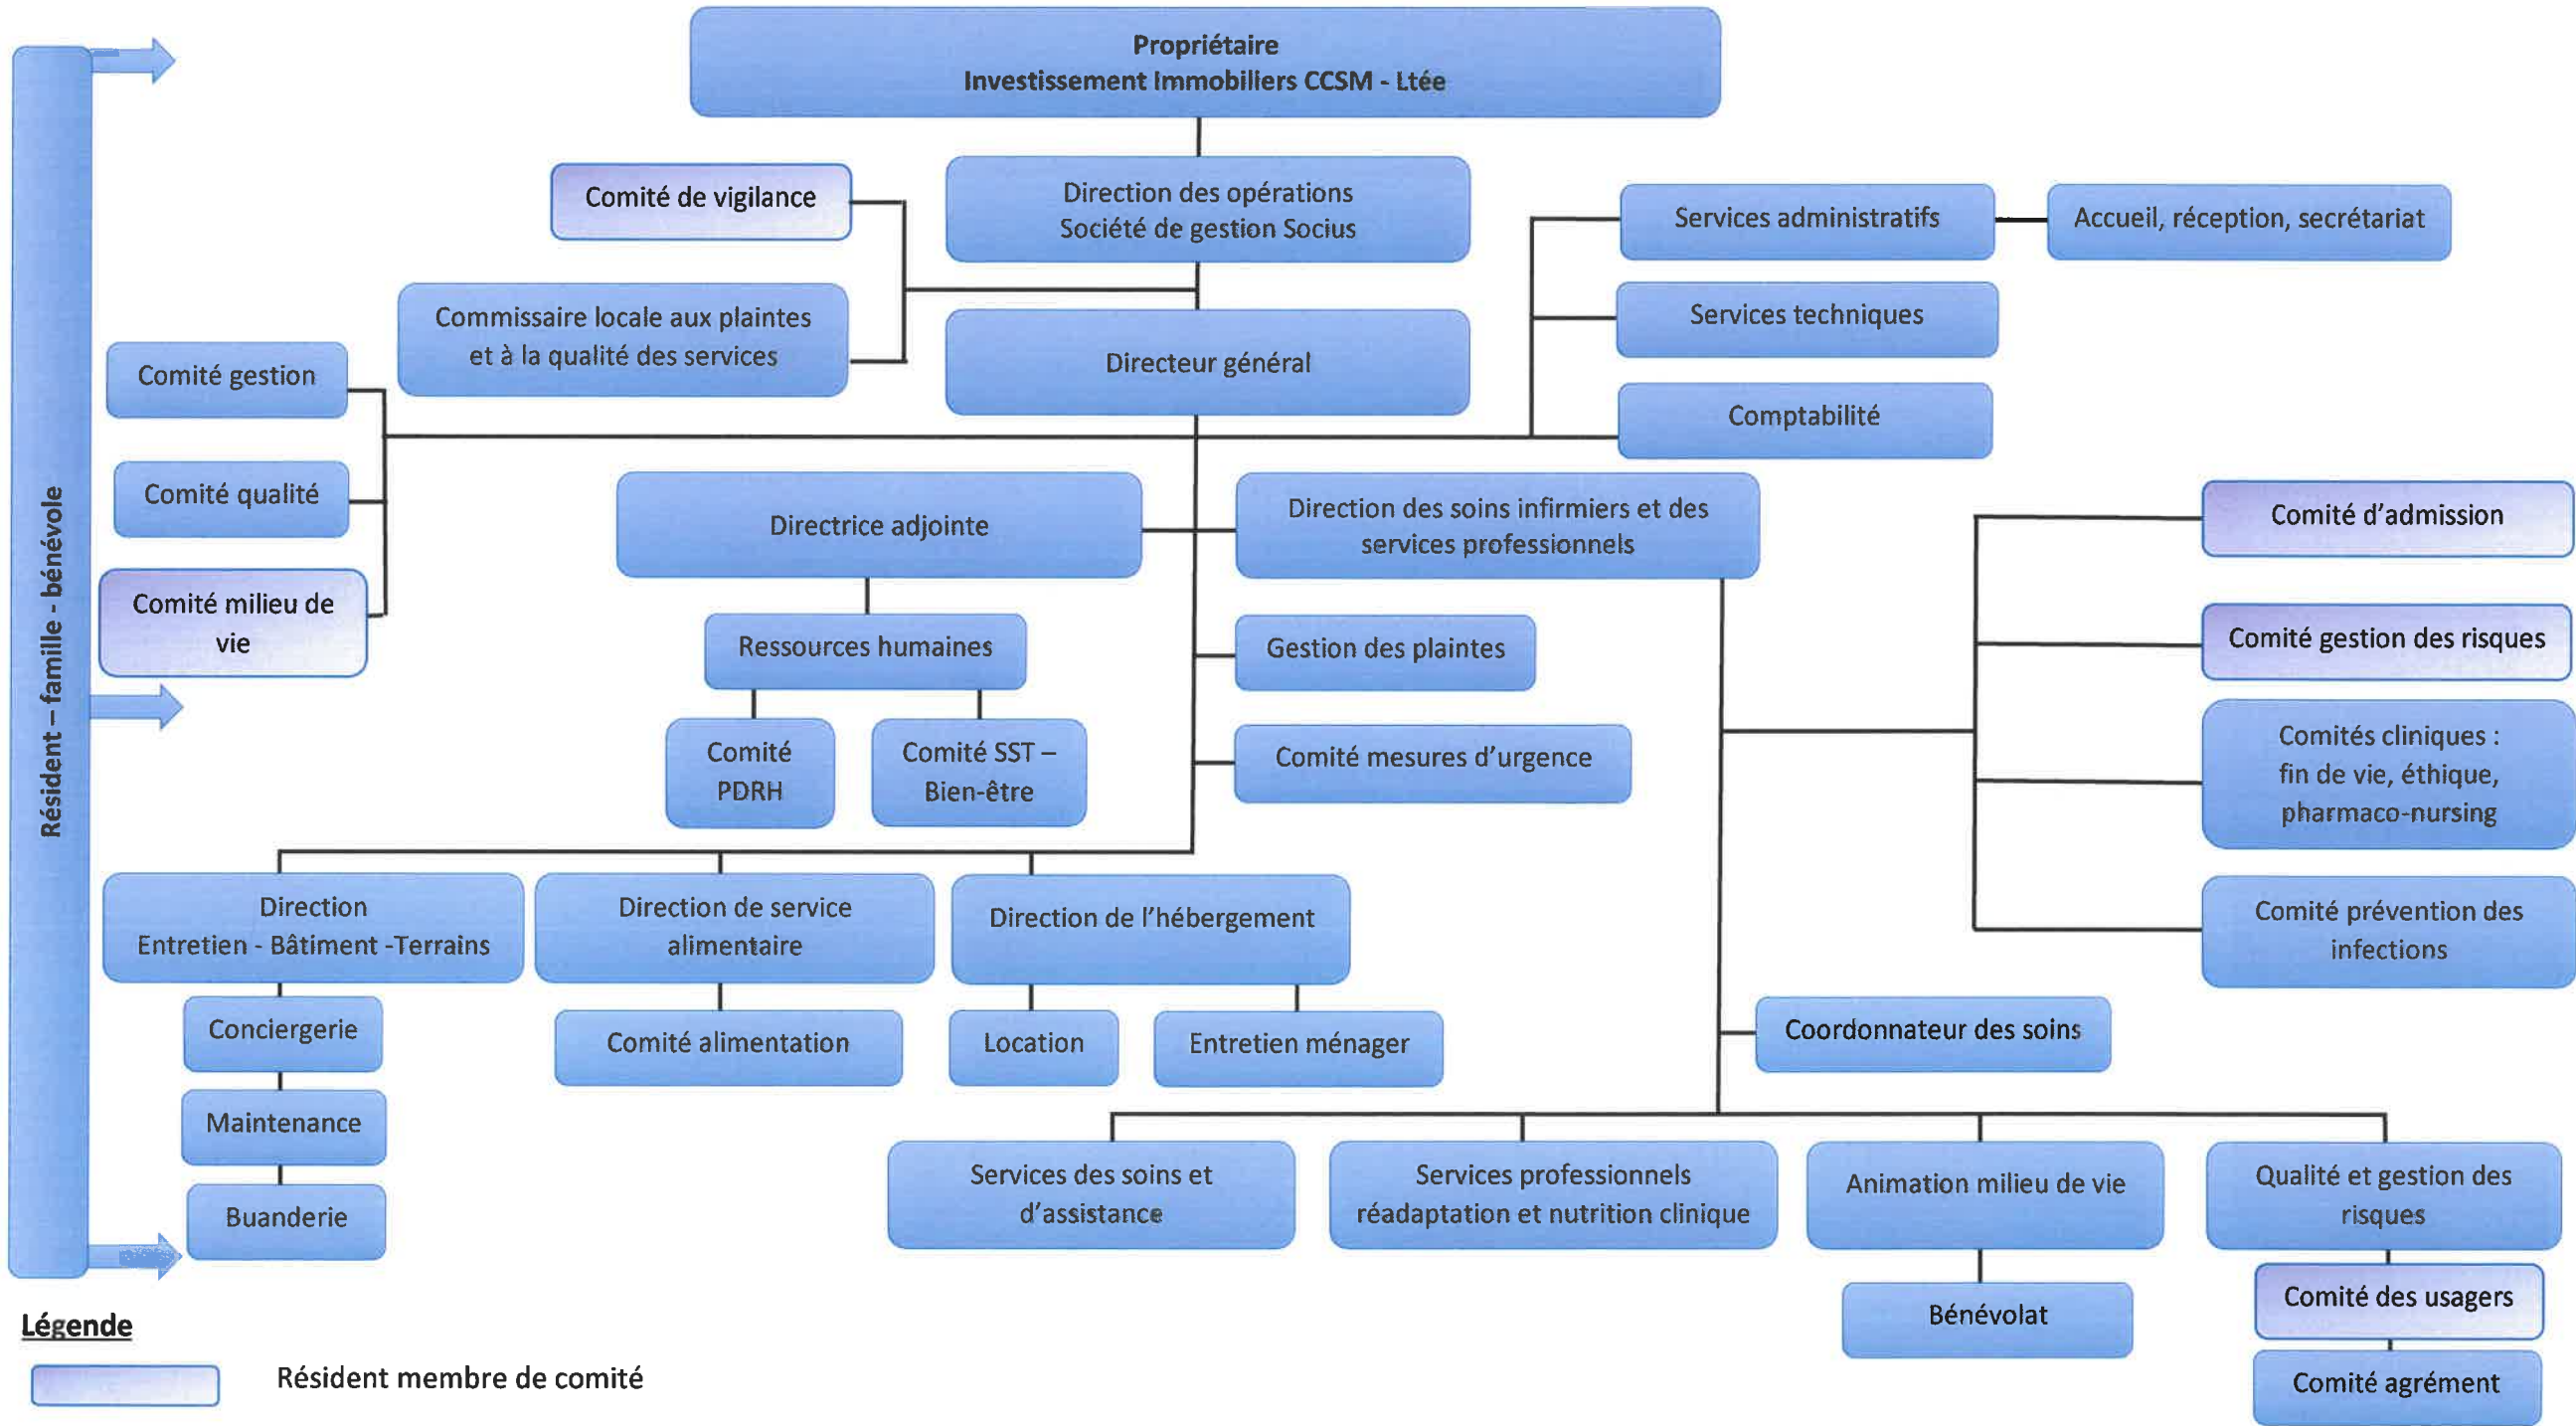 Propriétaire
Investissement Immobiliers CCSM - Ltée
Comité de vigilance
Direction des opérations
Société de gestion Socius
Services administratifs
Accueil, réception, secrétariat
Commissaire locale aux plaintes
et à la qualité des services
Services techniques
Directeur général
Comité gestion
Comptabilité
Comité qualité
Directrice adjointe
Direction des soins infirmiers et des
services professionnels
Comité d'admission
Résident – famille - bénévole
Comité milieu de
vie
Ressources humaines
Gestion des plaintes
Comité gestion des risques
Comité
PDRH
Comité SST –
Bien-être
Comité mesures d'urgence
Comités cliniques :
fin de vie, éthique,
pharmaco-nursing
Direction
Entretien - Bâtiment -Terrains
Direction de service
alimentaire
Direction de l'hébergement
Comité prévention des
infections
Conciergerie
Comité alimentation
Location
Entretien ménager
Coordonnateur des soins
Maintenance
Buanderie
Services des soins et
d'assistance
Services professionnels
réadaptation et nutrition clinique
Animation milieu de vie
Qualité et gestion des
risques
Bénévolat
Comité des usagers
Comité agrément
Légende
Résident membre de comité